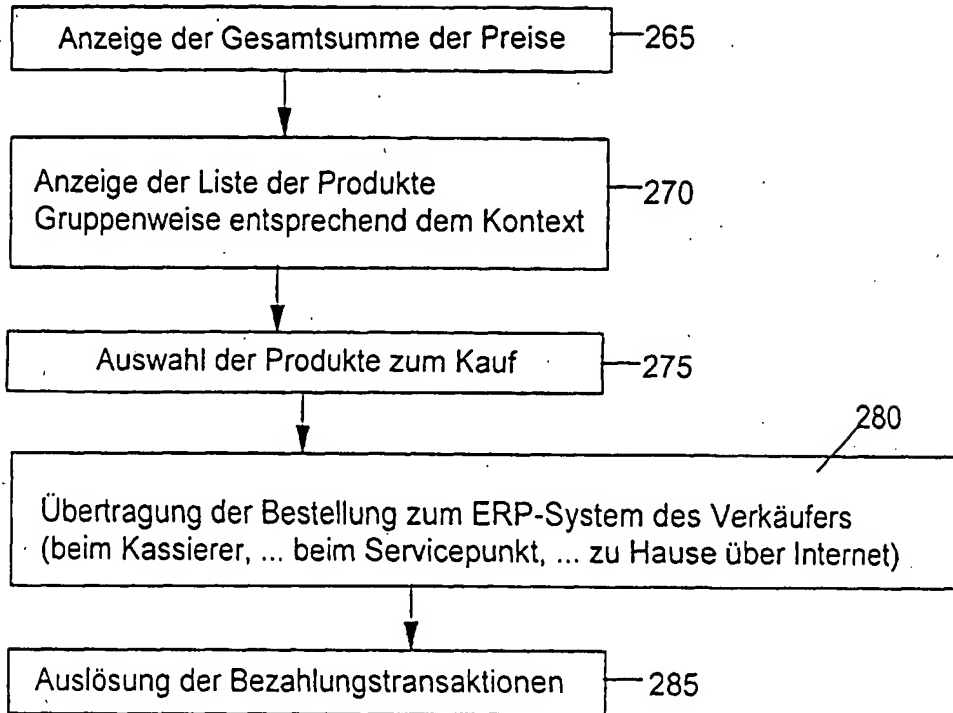 Anzeige der Gesamtsumme der Preise
265
Anzeige der Liste der Produkte
Gruppenweise entsprechend dem Kontext
270
Auswahl der Produkte zum Kauf
275
280
Übertragung der Bestellung zum ERP-System des Verkäufers
(beim Kassierer, ... beim Servicepunkt, ... zu Hause über Internet)
Auslösung der Bezahlungstransaktionen
285